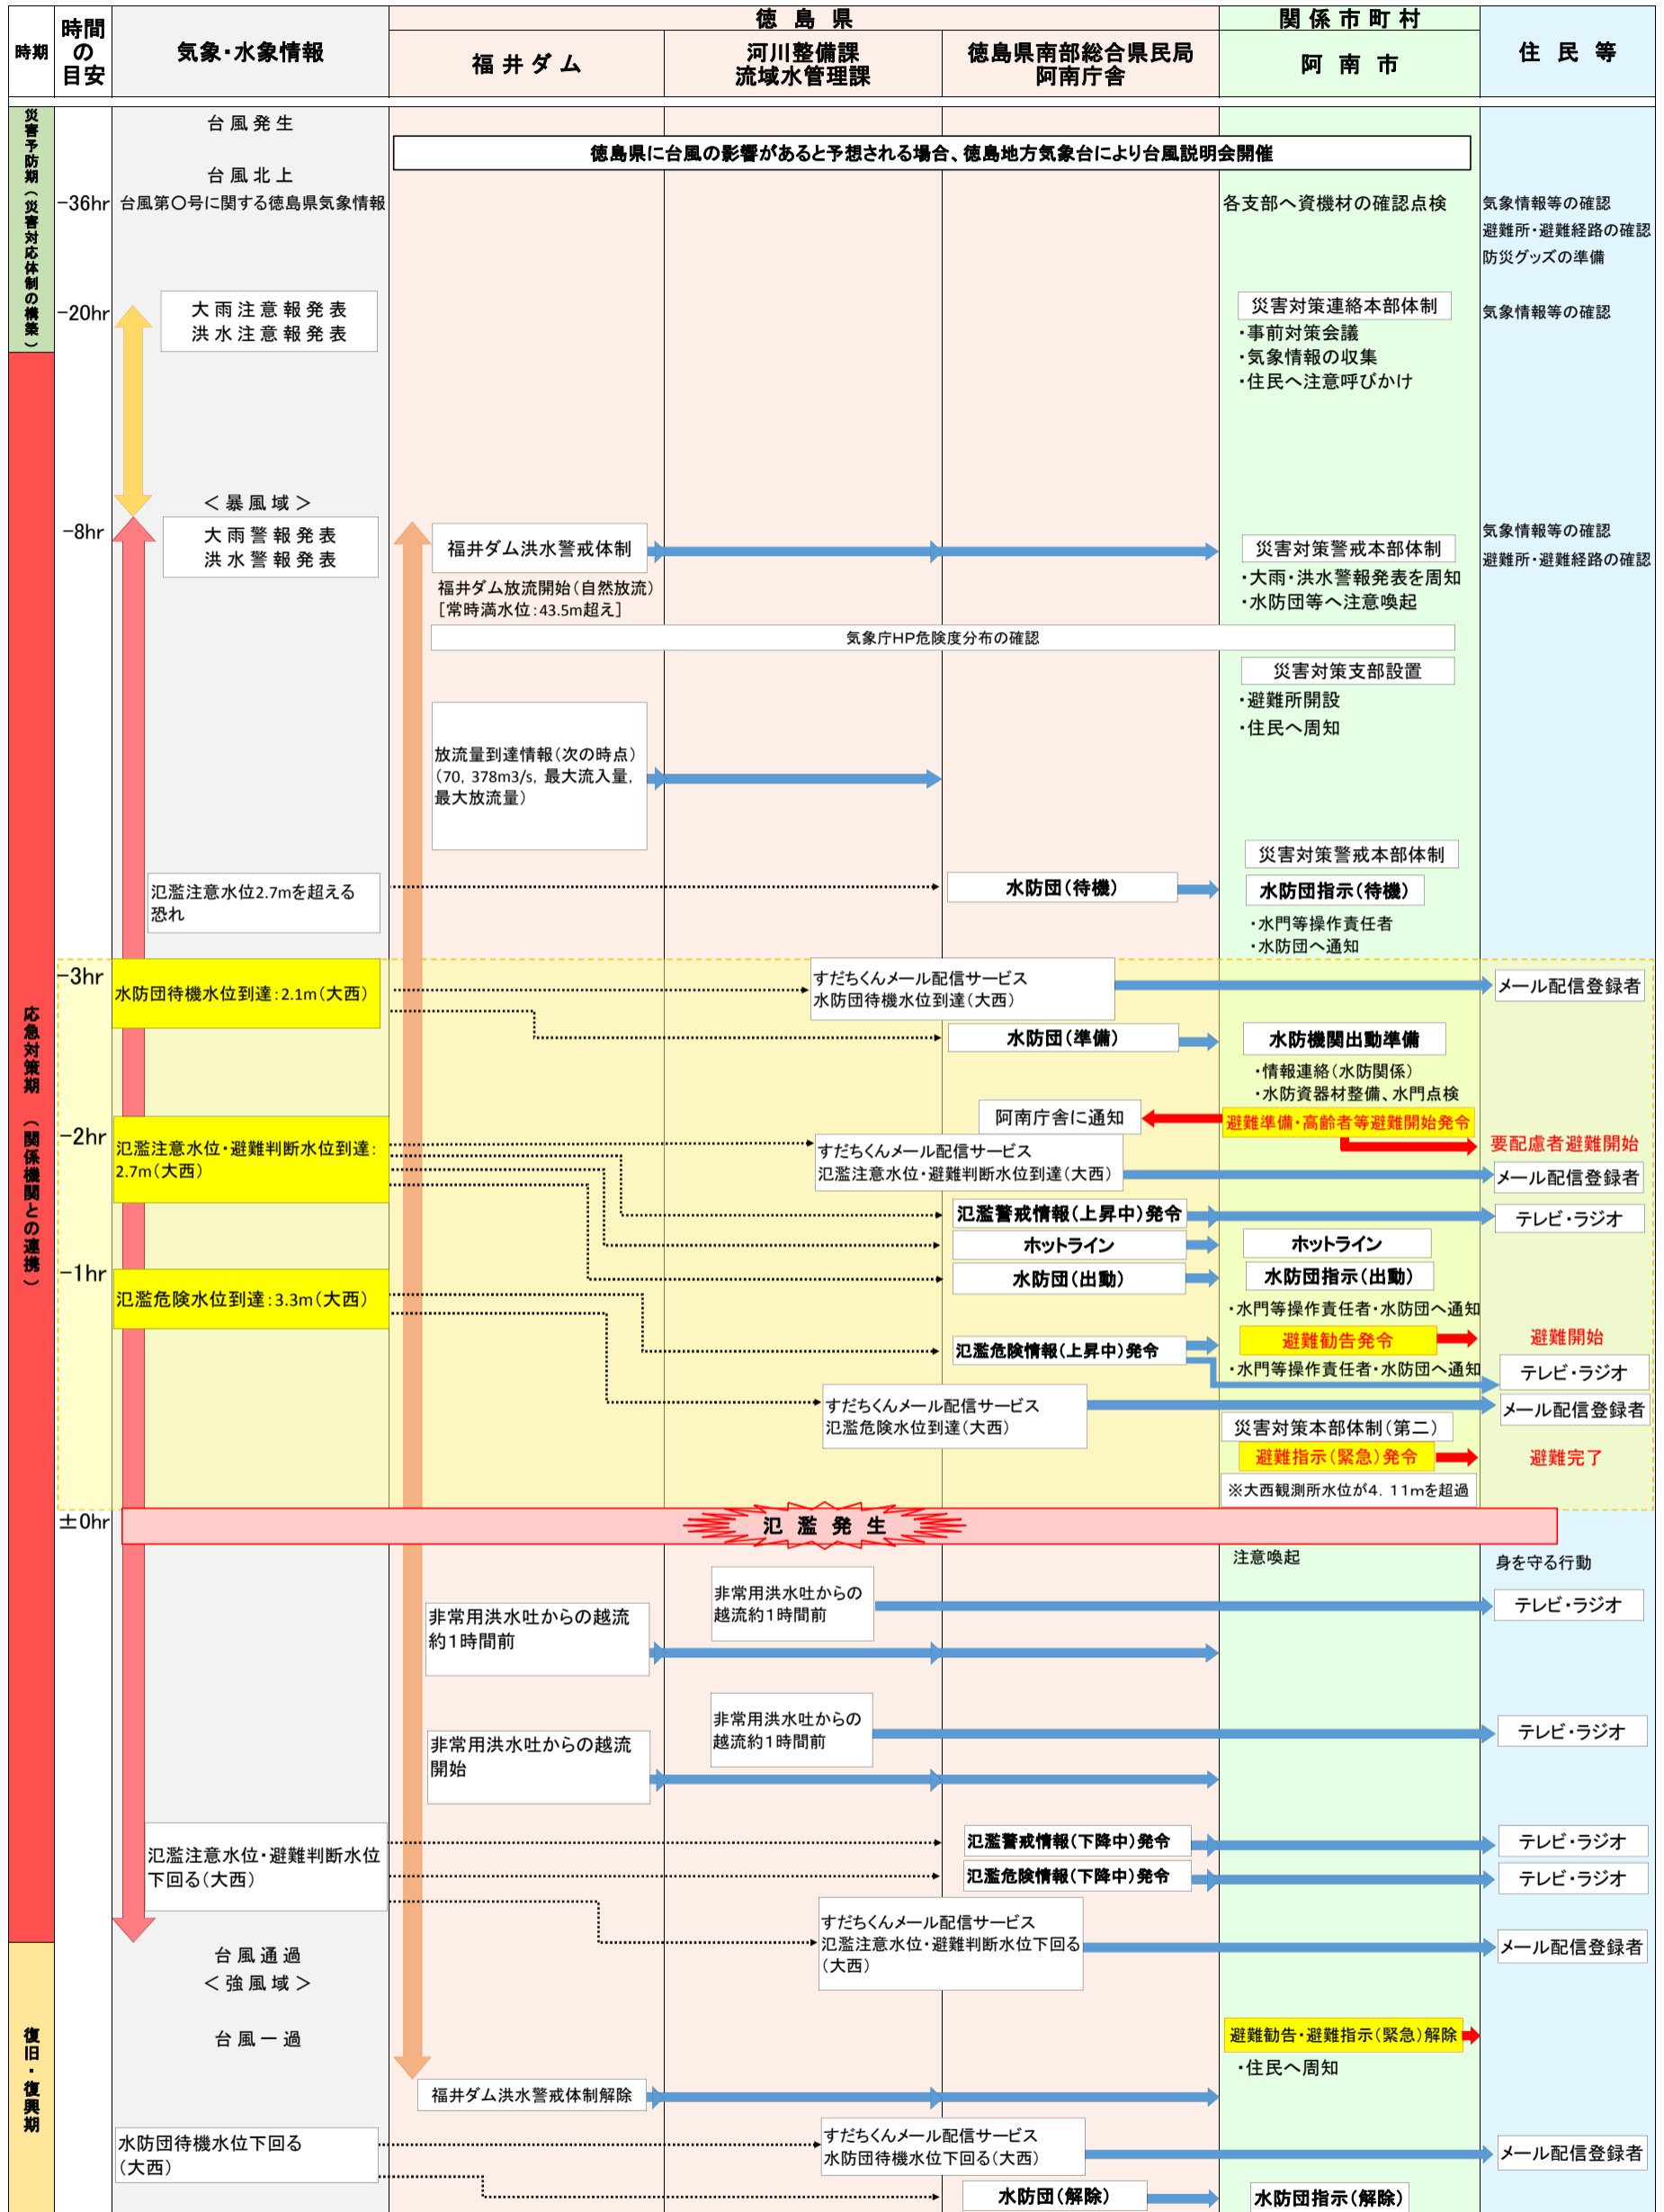 時期
時間
の
目安
気象・水象情報
徳島県
福井ダム
河川整備課
流域水管理課
徳島県南部総合県民局
阿南庁舎
関係市町村
阿南市
住民等
災害予防期(災害対応体制の構築)
台風発生
徳島県に台風の影響があると予想される場合、徳島地方気象台により台風説明会開催
台風北上
-36hr
台風第〇号に関する徳島県気象情報
各支部へ資機材の確認点検
気象情報等の確認
避難所・避難経路の確認
防災グッズの準備
-20hr
大雨注意報発表
洪水注意報発表
災害対策連絡本部体制
・事前対策会議
・気象情報の収集
・住民へ注意呼びかけ
気象情報等の確認
応急対策期 (関係機関との連携)
<暴風域>
-8hr
大雨警報発表
洪水警報発表
福井ダム洪水警戒体制
福井ダム放流開始(自然放流)
[常時満水位:43.5m超え]
災害対策警戒本部体制
・大雨・洪水警報発表を周知
・水防団等へ注意喚起
気象情報等の確認
避難所・避難経路の確認
気象庁HP危険度分布の確認
災害対策支部設置
・避難所開設
・住民へ周知
放流量到達情報(次の時点)
(70, 378m3/s, 最大流入量,
最大放流量)
災害対策警戒本部体制
氾濫注意水位2.7mを超える
恐れ
水防団(待機)
水防団指示(待機)
・水門等操作責任者
・水防団へ通知
-3hr
水防団待機水位到達:2.1m(大西)
すだちくんメール配信サービス
水防団待機水位到達(大西)
メール配信登録者
水防団(準備)
水防機関出動準備
・情報連絡(水防関係)
・水防資器材整備、水門点検
阿南庁舎に通知
避難準備・高齢者等避難開始発令
要配慮者避難開始
-2hr
氾濫注意水位・避難判断水位到達:
2.7m(大西)
すだちくんメール配信サービス
氾濫注意水位・避難判断水位到達(大西)
メール配信登録者
氾濫警戒情報(上昇中)発令
テレビ・ラジオ
ホットライン
ホットライン
水防団(出動)
水防団指示(出動)
・水門等操作責任者・水防団へ通知
-1hr
氾濫危険水位到達:3.3m(大西)
氾濫危険情報(上昇中)発令
避難勧告発令
避難開始
・水門等操作責任者・水防団へ通知
テレビ・ラジオ
すだちくんメール配信サービス
氾濫危険水位到達(大西)
メール配信登録者
災害対策本部体制(第二)
避難指示(緊急)発令
避難完了
※大西観測所水位が4.11mを超過
±0hr
氾濫発生
注意喚起
身を守る行動
非常用洪水吐からの
越流約1時間前
テレビ・ラジオ
非常用洪水吐からの越流
約1時間前
非常用洪水吐からの
越流約1時間前
テレビ・ラジオ
非常用洪水吐からの越流
開始
氾濫注意水位・避難判断水位
下回る(大西)
氾濫警戒情報(下降中)発令
テレビ・ラジオ
氾濫危険情報(下降中)発令
テレビ・ラジオ
すだちくんメール配信サービス
氾濫注意水位・避難判断水位下回る
(大西)
メール配信登録者
復旧・復興期
台風通過
<強風域>
台風一過
避難勧告・避難指示(緊急)解除
・住民へ周知
福井ダム洪水警戒体制解除
水防団待機水位下回る
(大西)
すだちくんメール配信サービス
水防団待機水位下回る(大西)
メール配信登録者
水防団(解除)
水防団指示(解除)